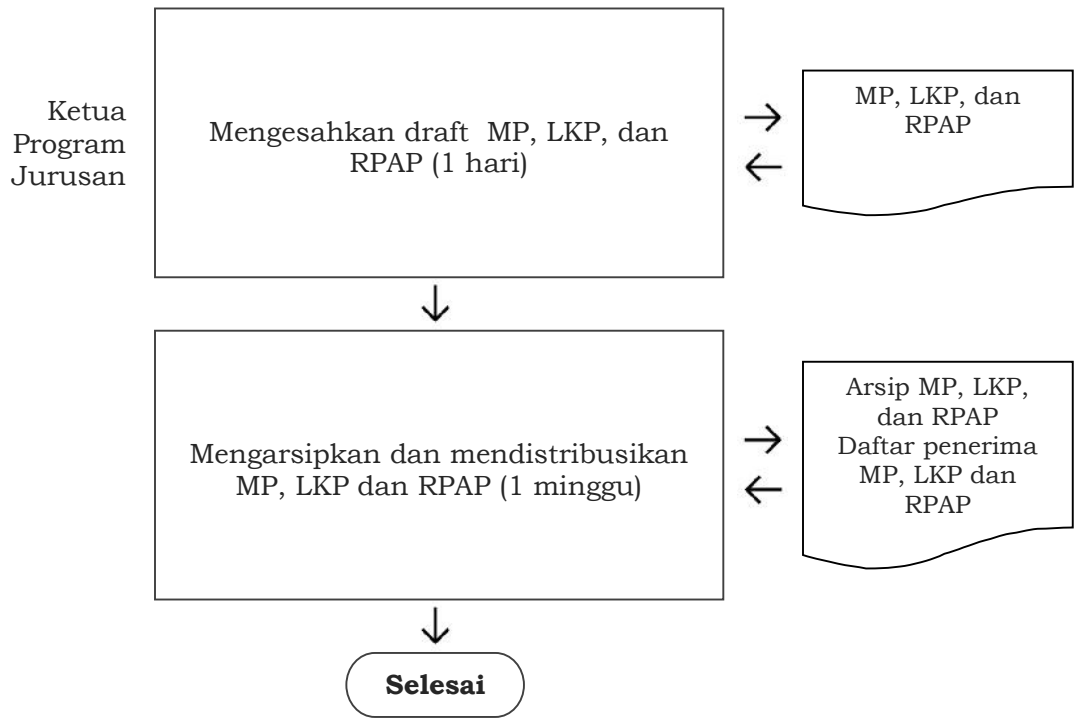 Ketua
Program
Jurusan
Mengesahkan draft  MP, LKP, dan
RPAP (1 hari)
MP, LKP, dan
RPAP
Mengarsipkan dan mendistribusikan
MP, LKP dan RPAP (1 minggu)
Arsip MP, LKP,
dan RPAP
Daftar penerima
MP, LKP dan
RPAP
Selesai